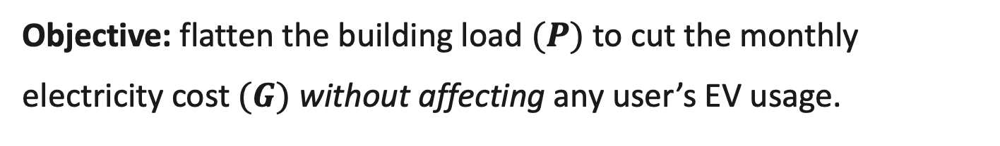 Objective: flatten the building load (P) to cut the monthly
electricity cost (G) without affecting any user’s EV usage.